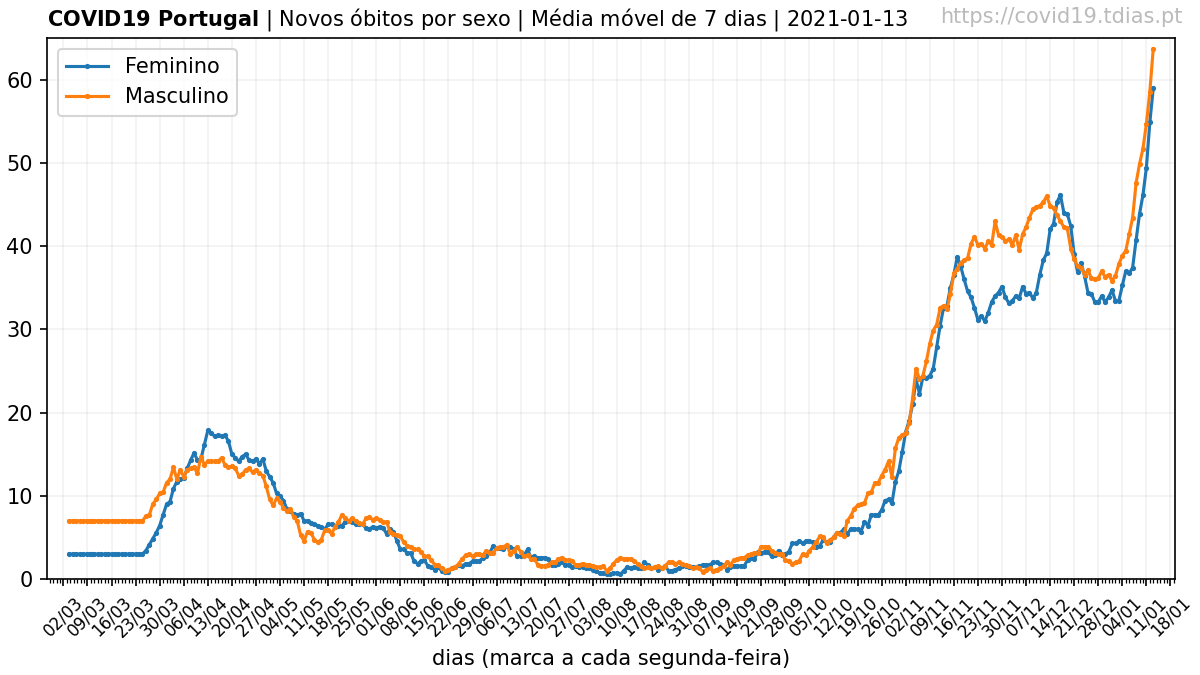 COVID19 Portugal | Novos óbitos por sexo | Média móvel de 7 dias | 2021-01-13
https://covid19.tdias.pt
Feminino
Masculino
60
50
40
30
20
10
0
02/03 09/03 16/03 23/03 30/03 06/04 13/04 20/04 27/04 04/05 11/05 18/05 25/05 01/06 08/06 15/06 22/06 29/06 06/07 13/07 20/07 27/07 03/08 10/08 17/08 24/08 31/08 07/09 14/09 21/09 28/09 05/10 12/10 19/10 26/10 02/11 09/11 16/11 23/11 30/11 07/12 14/12 21/12 28/12 04/01 11/01 18/01
dias (marca a cada segunda-feira)